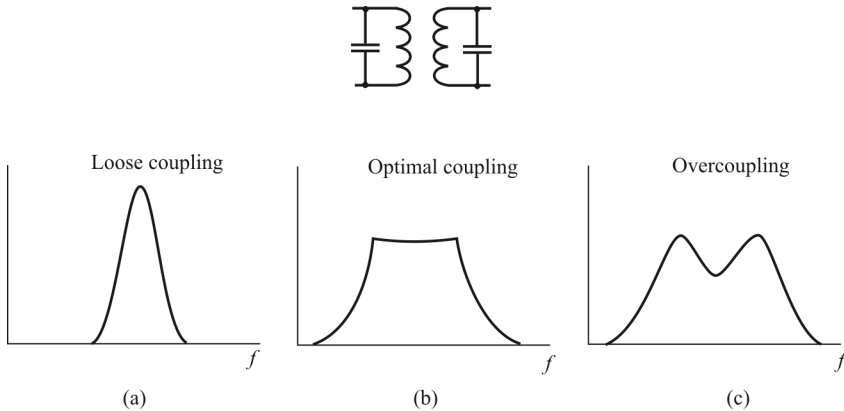 Loose coupling
Optimal coupling
Overcoupling
f
f
f
(a)
(b)
(c)